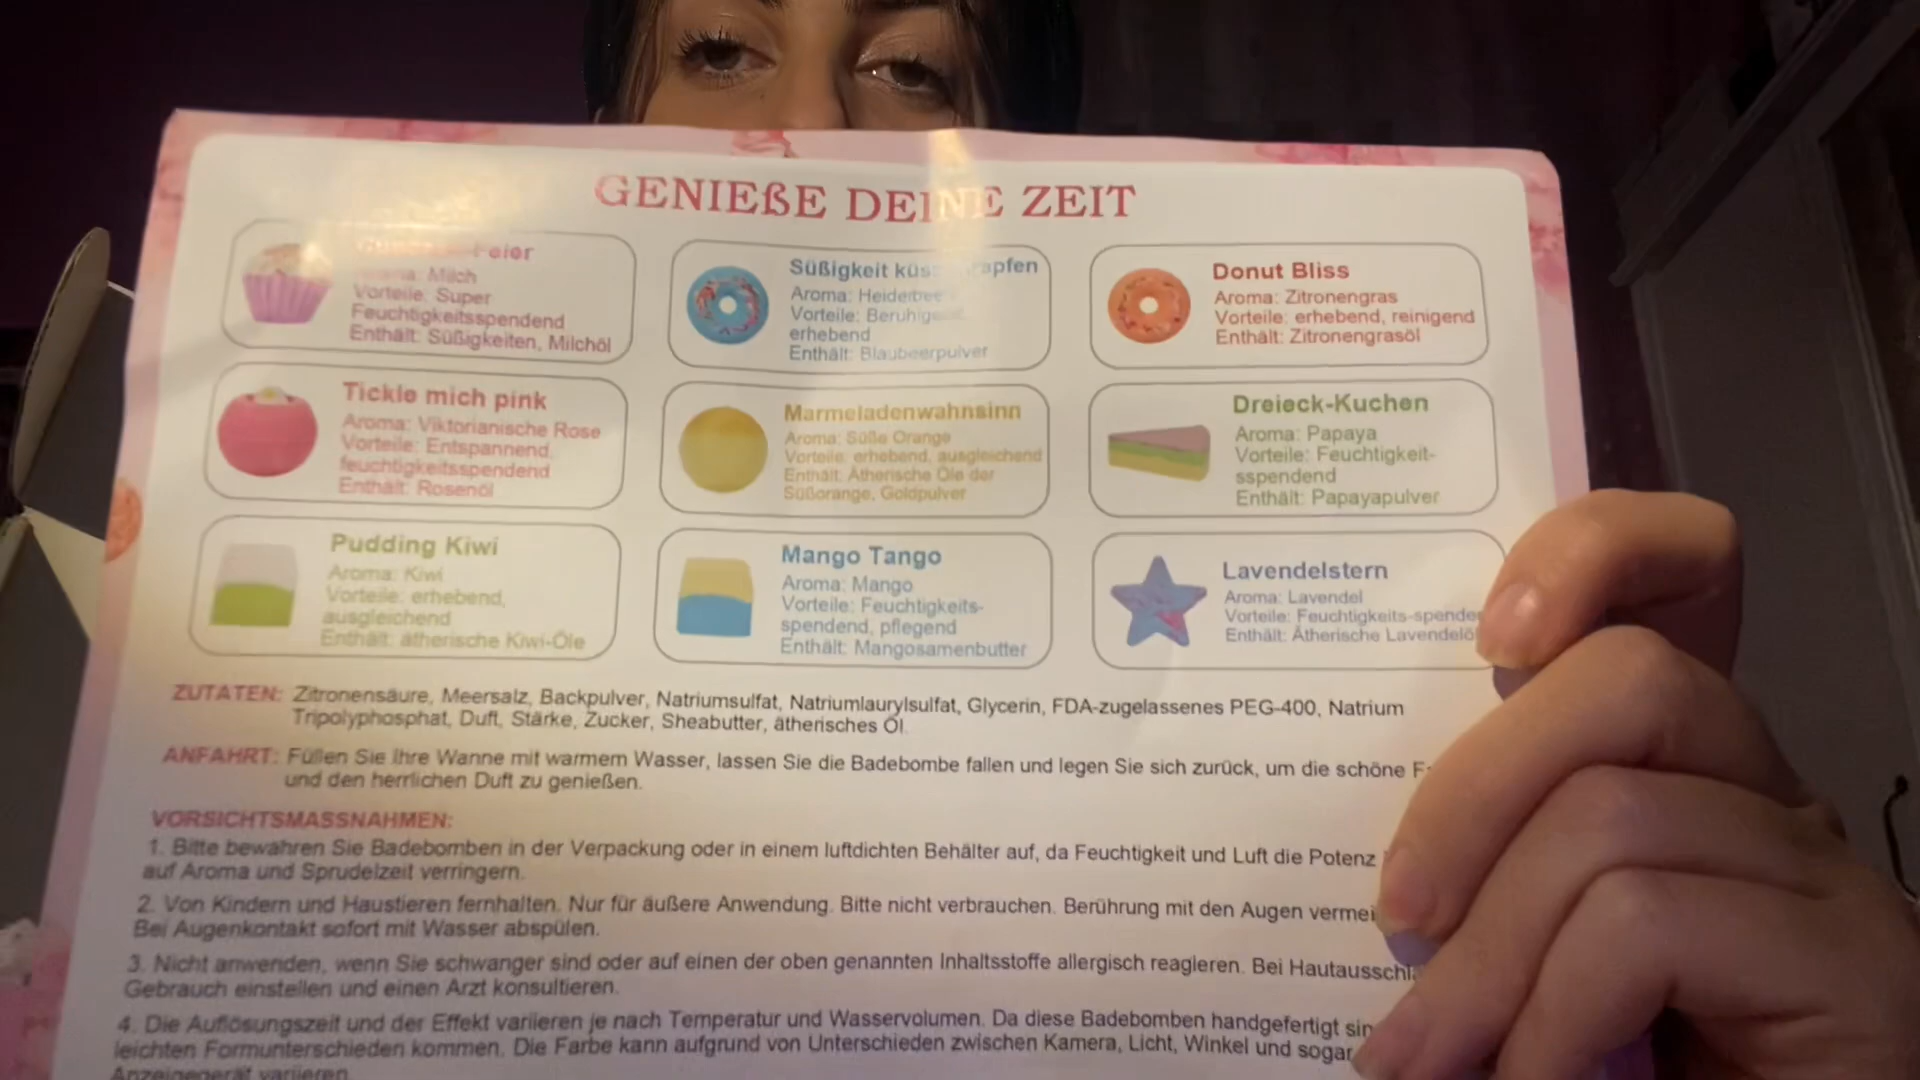 GENIEßE DEINE ZEIT
eier
Milch
Vorteile: Super
Feuchtigkeitsspendend
Enthält: Süßigkeiten, Milchöl
Süßigkeit apfen
Aroma:
Vorteile:
erhebend
Enthält: Blaubeerpulver
Donut Bliss
Aroma: Zitronengras
Vorteile: erhebend, reinigend
Enthält: Zitronengrasöl
Tickle mich pink
Aroma: Viktorianische Rose
Vorteile: Entspannend,
feuchtigkeitsspendend
Enthält: Rosenöl
Marmeladenwahnsinn
Aroma: Süße Orange
Vorteile: erhebend, ausgleichend
Enthält: Ätherische Öle der
Süßorange, Goldpulver
Dreieck-Kuchen
Aroma: Papaya
Vorteile: Feuchtigkeit-
sspendend
Enthält: Papayapulver
Pudding Kiwi
Aroma: Kiwi
Vorteile: erhebend,
ausgleichend
Enthält: ätherische Kiwi-Öle
Mango Tango
Aroma: Mango
Vorteile: Feuchtigkeits-
spendend, pflegend
Enthält: Mangosamenbutter
Lavendelstern
Aroma: Lavendel
Vorteile: Feuchtigkeits-spende
Enthält: Ätherische Lavendelö
ZUTATEN: Zitronensäure, Meersalz, Backpulver, Natriumsulfat, Natriumlaurylsulfat, Glycerin, FDA-zugelassenes PEG-400, Natrium
Tripolyphosphat, Duft, Stärke, Zucker, Sheabutter, ätherisches Öl.
ANFAHRT: Füllen Sie Ihre Wanne mit warmem Wasser, lassen Sie die Badebombe fallen und legen Sie sich zurück, um die schöne F
und den herrlichen Duft zu genießen.
VORSICHTSMASSNAHMEN:
1. Bitte bewahren Sie Badebomben in der Verpackung oder in einem luftdichten Behälter auf, da Feuchtigkeit und Luft die Potenz
auf Aroma und Sprudelzeit verringern.
2. Von Kindern und Haustieren fernhalten. Nur für äußere Anwendung. Bitte nicht verbrauchen. Berührung mit den Augen vermei
Bei Augenkontakt sofort mit Wasser abspülen.
3. Nicht anwenden, wenn Sie schwanger sind oder auf einen der oben genannten Inhaltsstoffe allergisch reagieren. Bei Hautausschl
Gebrauch einstellen und einen Arzt konsultieren.
4. Die Auflösungszeit und der Effekt variieren je nach Temperatur und Wasservolumen. Da diese Badebomben handgefertigt sin
leichten Formunterschieden kommen. Die Farbe kann aufgrund von Unterschieden zwischen Kamera, Licht, Winkel und sogar
Anzeigegerät variieren.